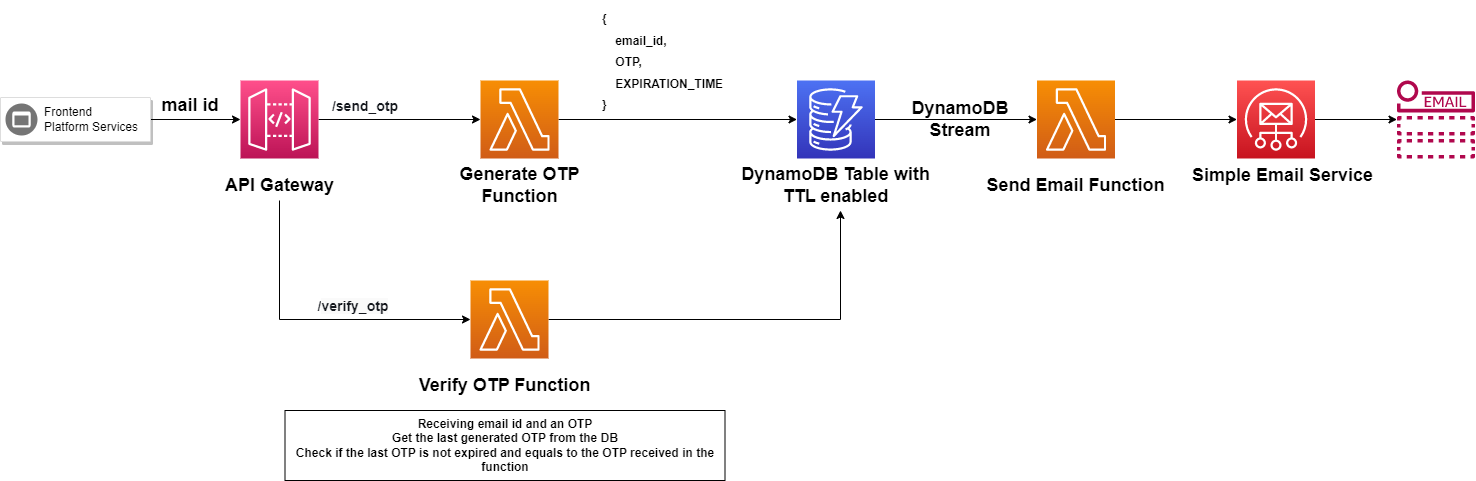 {
email_id,
OTP,
EXPIRATION_TIME
}
Frontend
Platform Services
mail id
/send_otp
DynamoDB
Stream
EMAIL
API Gateway
Generate OTP
Function
DynamoDB Table with
TTL enabled
Send Email Function
Simple Email Service
/verify_otp
Verify OTP Function
Receiving email id and an OTP
Get the last generated OTP from the DB
Check if the last OTP is not expired and equals to the OTP received in the
function